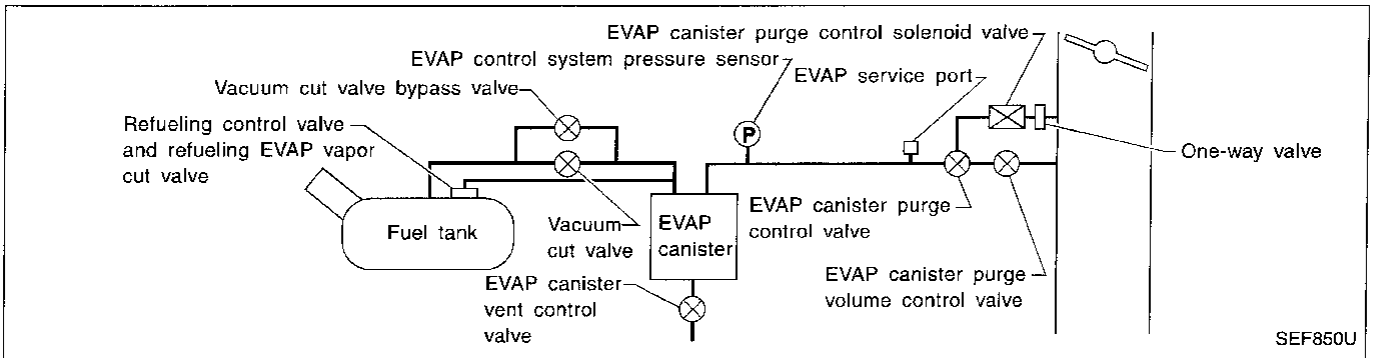 EVAP canister purge control solenoid valve
EVAP control system pressure sensor
EVAP service port
Vacuum cut valve bypass valve
Refueling control valve
and refueling EVAP vapor
cut valve
P
One-way valve
Fuel tank
Vacuum
cut valve
EVAP
canister
EVAP canister purge
control valve
EVAP canister
vent control
valve
EVAP canister purge
volume control valve
SEF850U